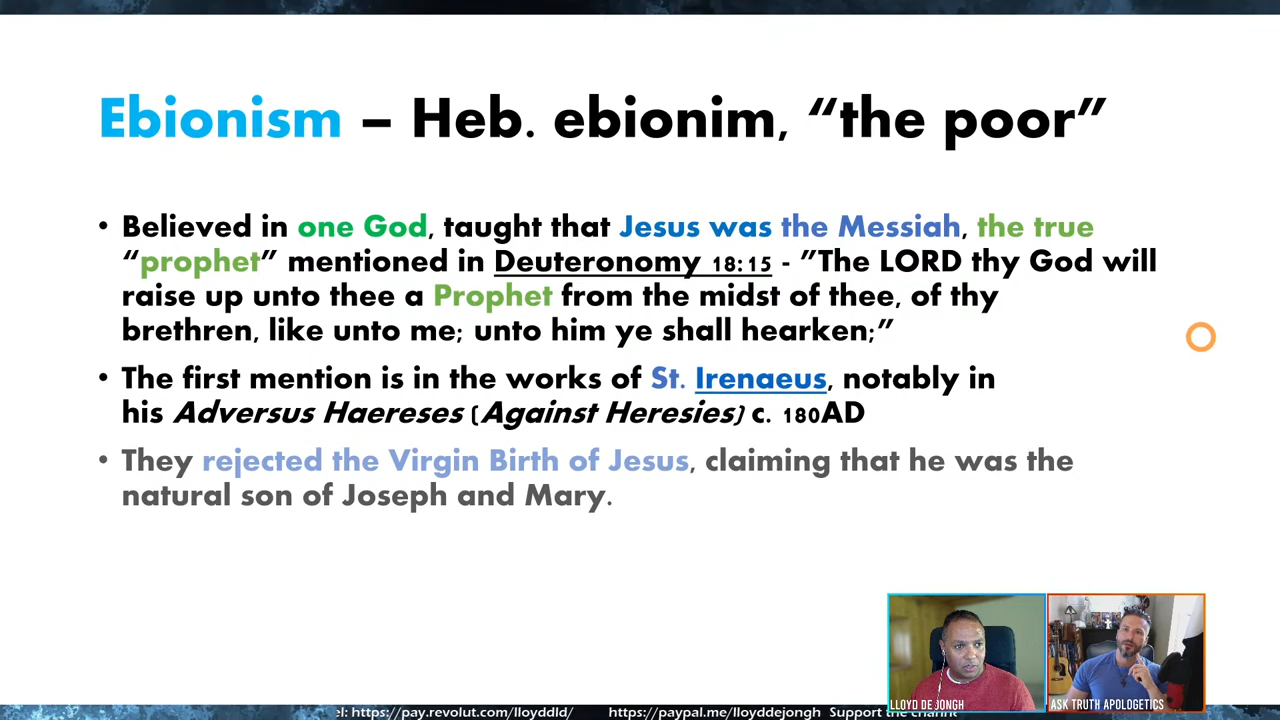 Ebionism – Heb. ebionim, “the poor”
• Believed in one God, taught that Jesus was the Messiah, the true
“prophet” mentioned in Deuteronomy 18:15 - ”The LORD thy God will
raise up unto thee a Prophet from the midst of thee, of thy
brethren, like unto me; unto him ye shall hearken;”
• The first mention is in the works of St. Irenaeus, notably in
his Adversus Haereses (Against Heresies) c. 180AD
• They rejected the Virgin Birth of Jesus, claiming that he was the
natural son of Joseph and Mary.
LLOYD DE JONGH
ASK TRUTH APOLOGETICS
el: https://pay.revolut.com/lloyddld/ https://paypal.me/lloyddejongh Support the